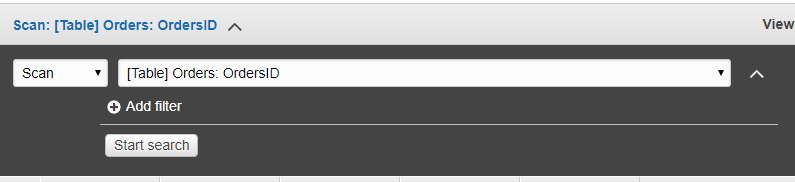 Scan: [Table] Orders: OrdersID
View
Scan
[Table] Orders: OrdersID
Add filter
Start search